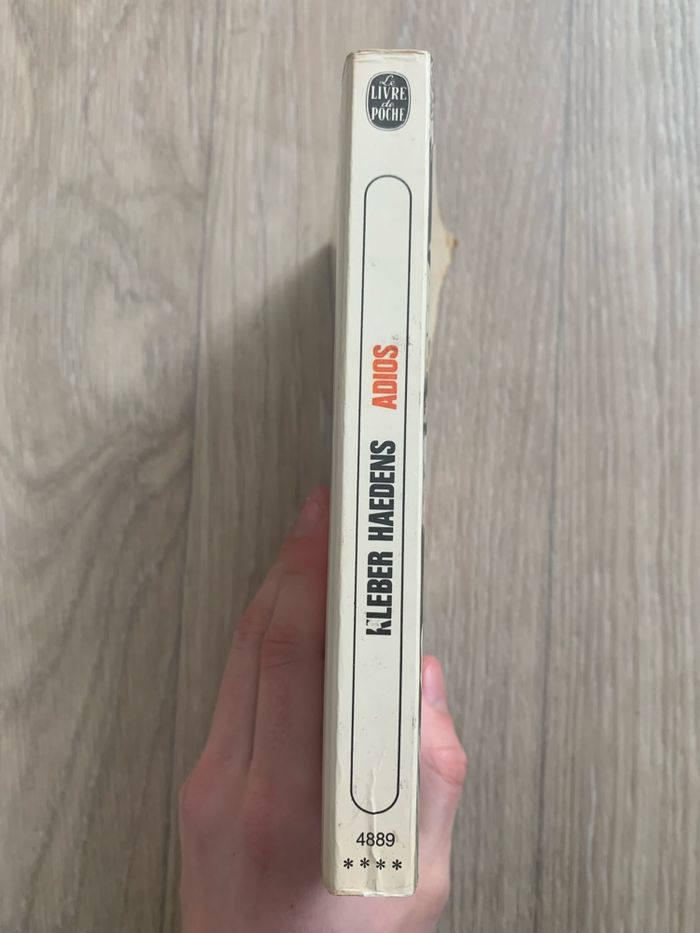 Le
LIVRE
de
POCHE
KLEBER HAEDENS ADIOS
4889
****